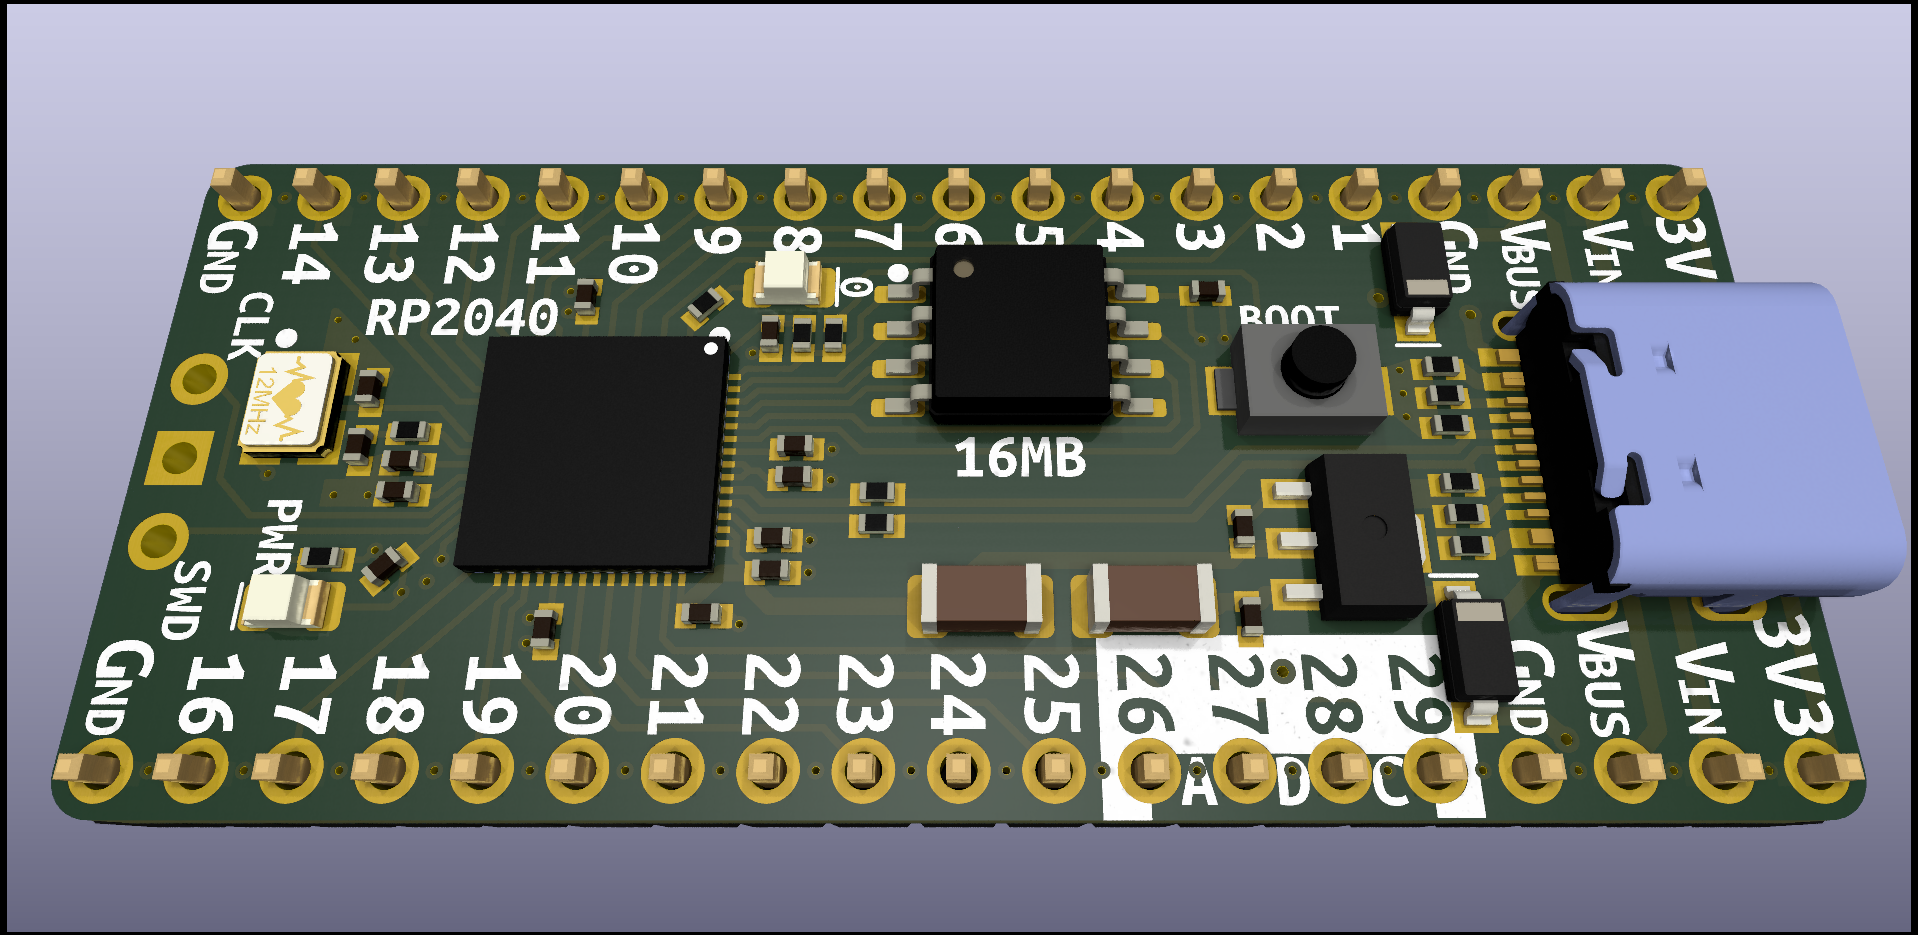 GND 14 13 12 11 10 9 8 7 6 5 4 3 2 1 GND VBUS VIN 3V
CLK
RP2040
0
BOOT
12MHz
16MB
PWR
SWD
GND 16 17 18 19 20 21 22 23 24 25 26 27 28 29 GND VBUS VIN 3V3
ADC